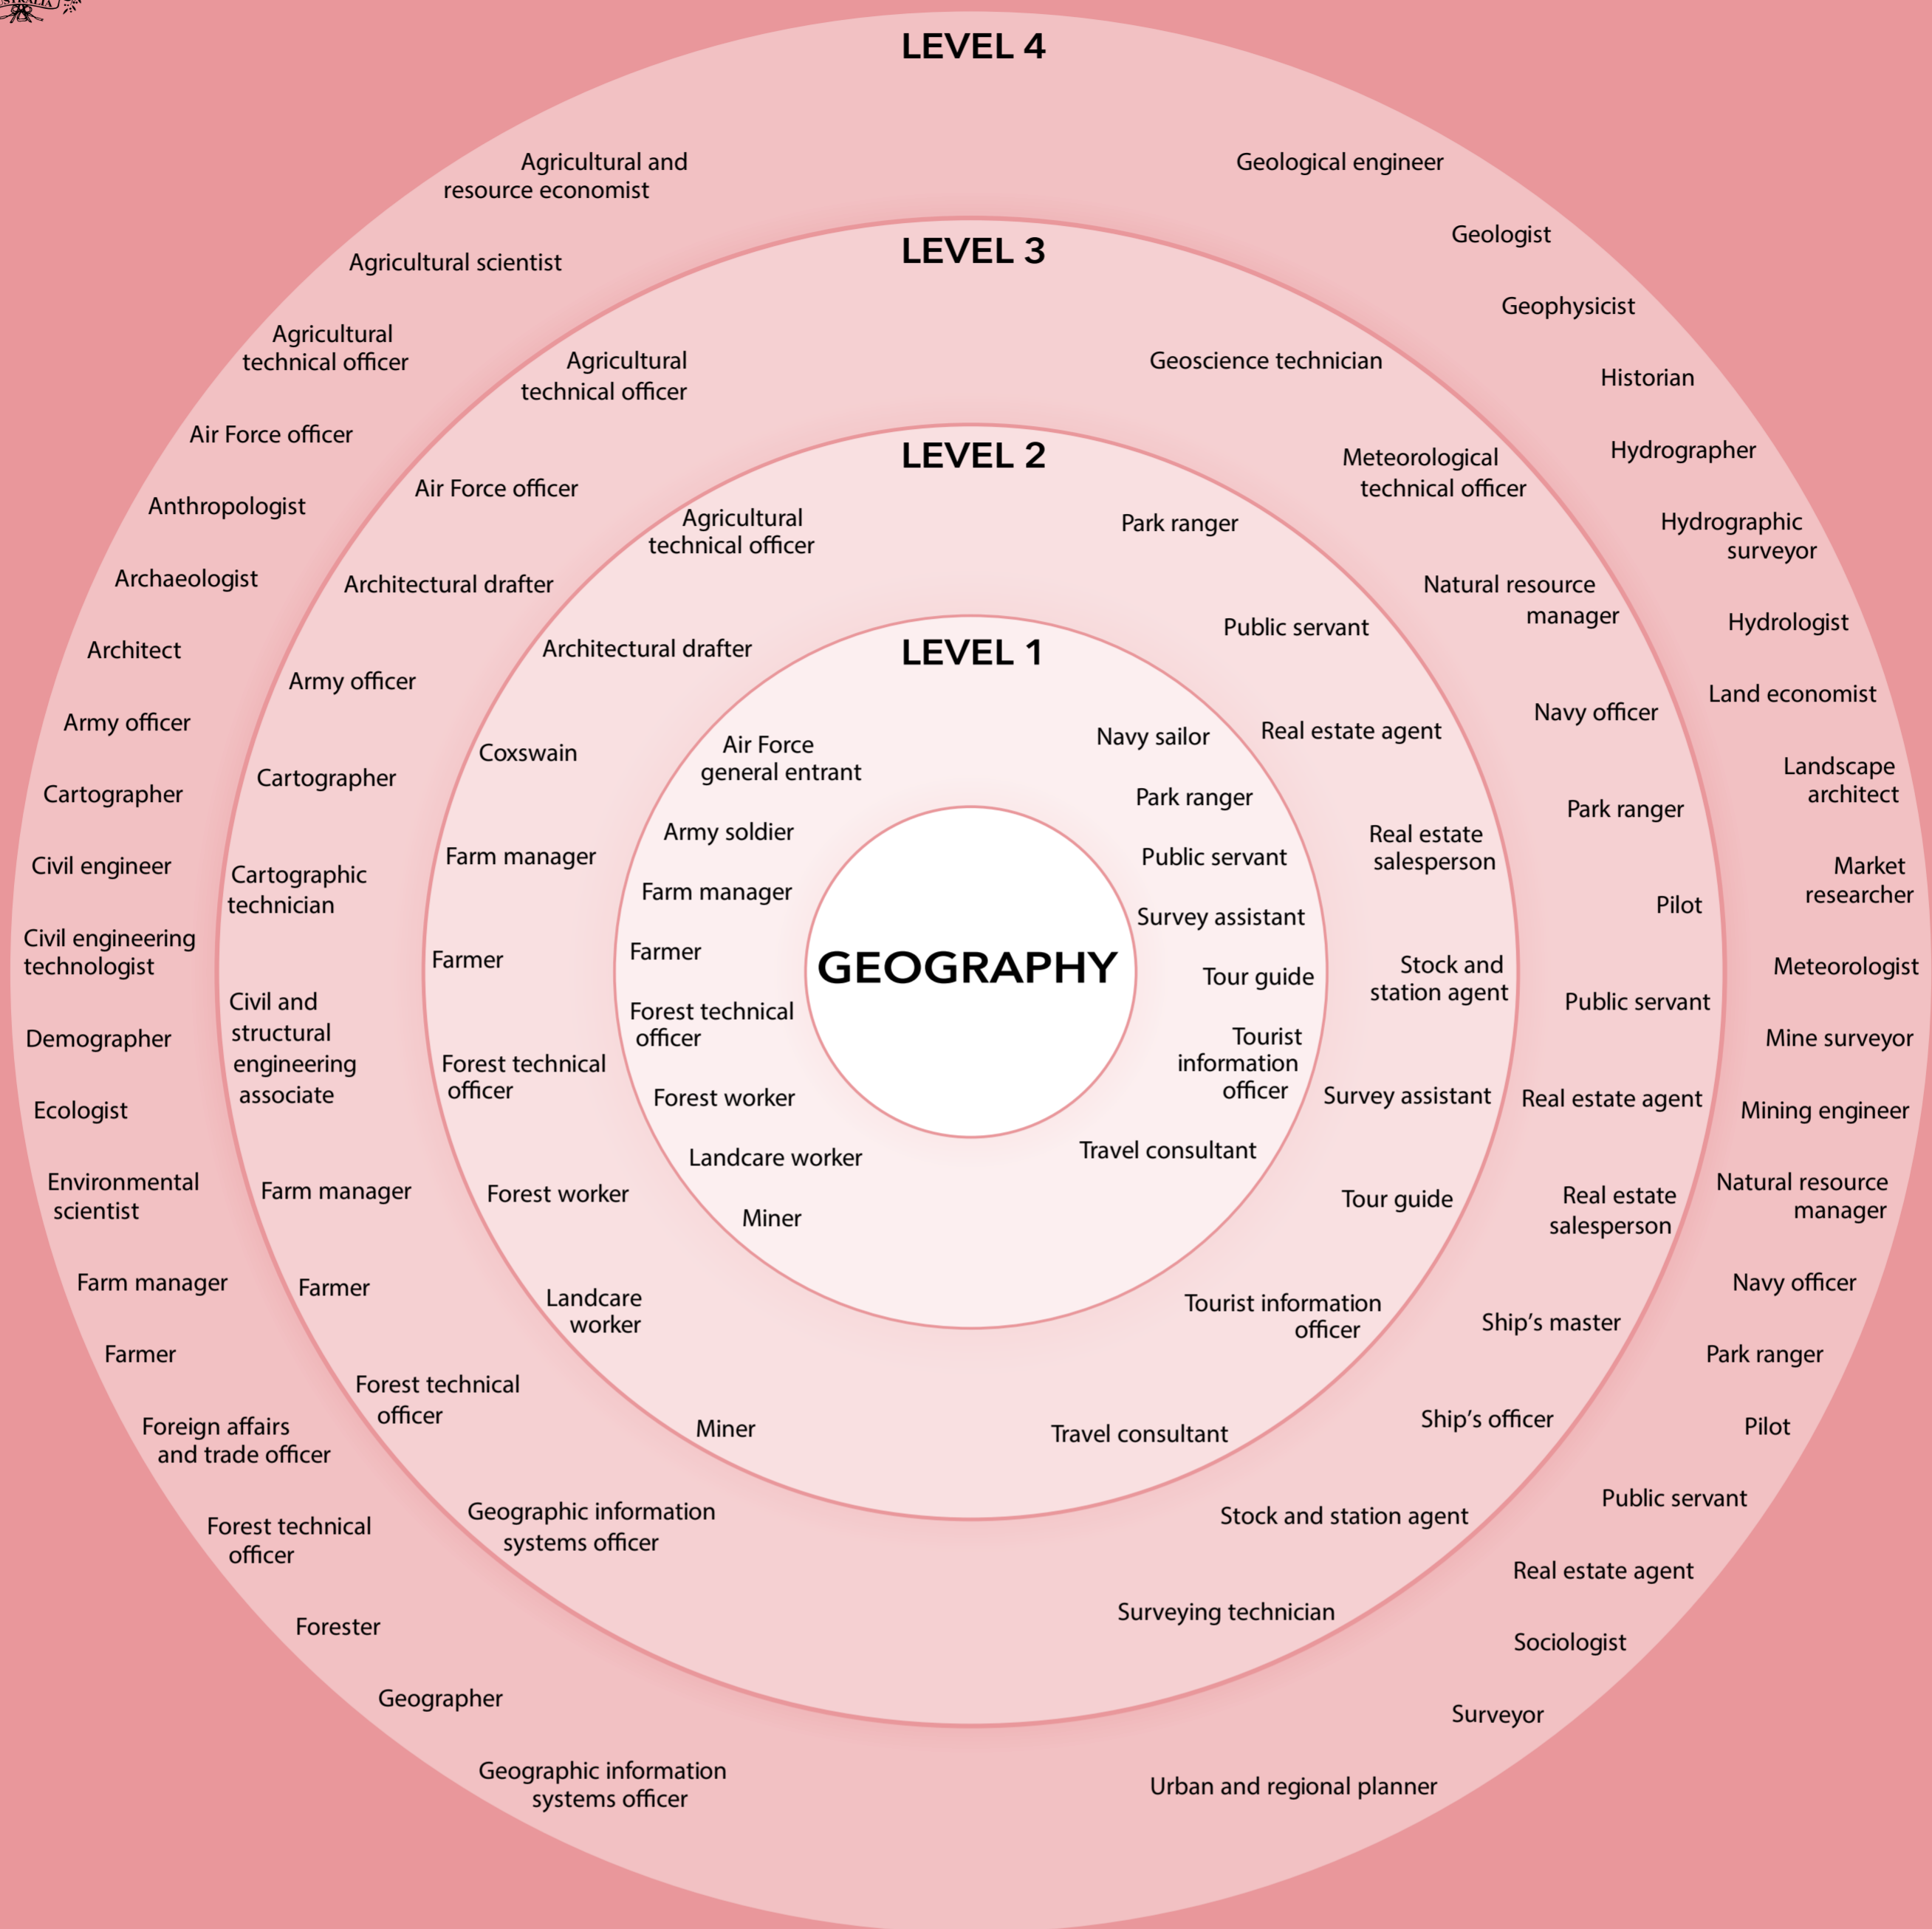 USTRALIA
LEVEL 4
Agricultural and
resource economist
Agricultural scientist
Agricultural
technical officer
Air Force officer
Anthropologist
Archaeologist
Architect
Army officer
Cartographer
Civil engineer
Civil engineering
technologist
Demographer
Ecologist
Environmental
scientist
Farm manager
Farmer
Foreign affairs
and trade officer
Forest technical
officer
Forester
Geographer
Geographic information
systems officer
Geological engineer
Geologist
Geophysicist
Historian
Hydrographer
Hydrographic
surveyor
Hydrologist
Land economist
Landscape
architect
Market
researcher
Meteorologist
Mine surveyor
Mining engineer
Natural resource
manager
Navy officer
Park ranger
Pilot
Public servant
Real estate agent
Sociologist
Surveyor
Urban and regional planner
LEVEL 3
Agricultural
technical officer
Air Force officer
Architectural drafter
Army officer
Cartographer
Cartographic
technician
Civil and
structural
engineering
associate
Farm manager
Farmer
Forest technical
officer
Geographic information
systems officer
Geoscience technician
Meteorological
technical officer
Natural resource
manager
Navy officer
Park ranger
Pilot
Public servant
Real estate agent
Real estate
salesperson
Ship’s master
Ship’s officer
Stock and station agent
Surveying technician
LEVEL 2
Agricultural
technical officer
Architectural drafter
Coxswain
Farm manager
Farmer
Forest technical
officer
Forest worker
Landcare
worker
Miner
Park ranger
Public servant
Real estate agent
Real estate
salesperson
Stock and
station agent
Survey assistant
Tour guide
Tourist information
officer
Travel consultant
LEVEL 1
Air Force
general entrant
Army soldier
Farm manager
Farmer
Forest technical
officer
Forest worker
Landcare worker
Miner
Navy sailor
Park ranger
Public servant
Survey assistant
Tour guide
Tourist
information
officer
Travel consultant
GEOGRAPHY